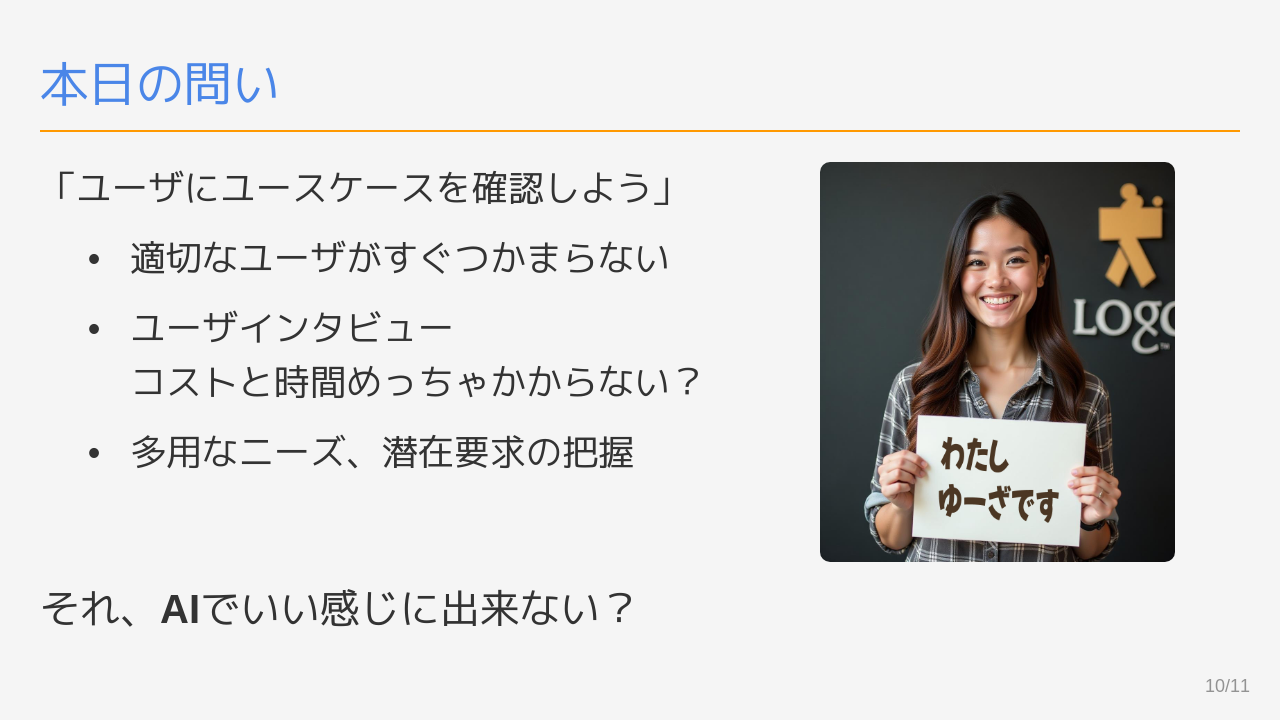 本日の問い
「ユーザにユースケースを確認しよう」
• 適切なユーザがすぐつかまらない
• ユーザインタビュー
コストと時間めっちゃかからない？
• 多用なニーズ、潜在要求の把握
LOGO
TM
わたし
ゆーざです
それ、AIでいい感じに出来ない？
10/11